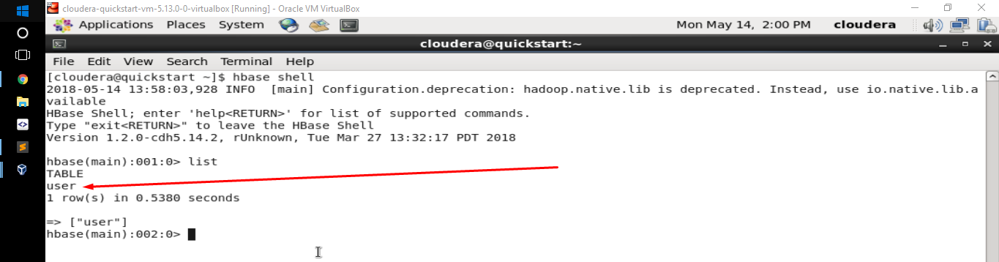 cloudera-quickstart-vm-5.13.0-0-virtualbox [Running] - Oracle VM VirtualBox
Applications Places System Mon May 14, 2:00 PM cloudera
cloudera@quickstart:~
File Edit View Search Terminal Help
[cloudera@quickstart ~]$ hbase shell
2018-05-14 13:58:03,928 INFO  [main] Configuration.deprecation: hadoop.native.lib is deprecated. Instead, use io.native.lib.a
vailable
HBase Shell; enter 'help<RETURN>' for list of supported commands.
Type "exit<RETURN>" to leave the HBase Shell
Version 1.2.0-cdh5.14.2, rUnknown, Tue Mar 27 13:32:17 PDT 2018
hbase(main):001:0> list
TABLE
user
1 row(s) in 0.5380 seconds
=> ["user"]
hbase(main):002:0>